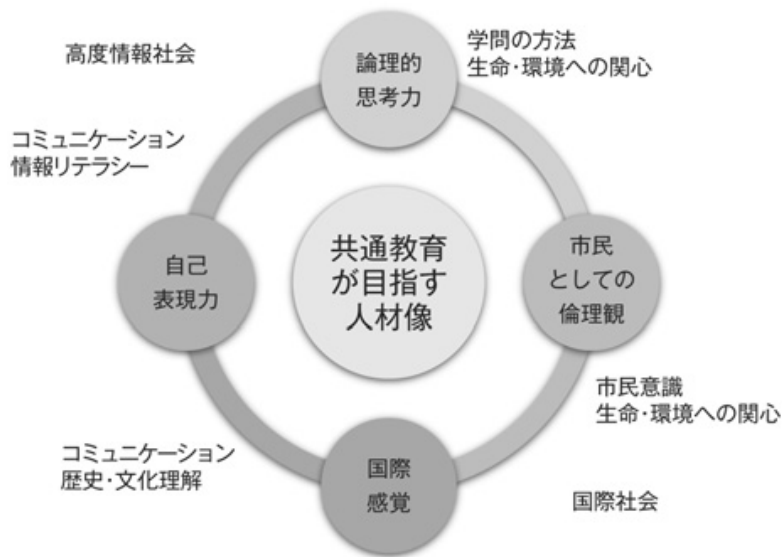 高度情報社会
論理的
思考力
学問の方法
生命・環境への関心
コミュニケーション
情報リテラシー
自己
表現力
共通教育
が目指す
人材像
市民
としての
倫理観
市民意識
生命・環境への関心
コミュニケーション
歴史・文化理解
国際
感覚
国際社会